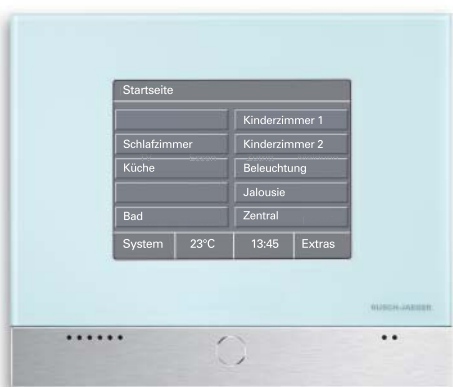 Startseite
Kinderzimmer 1
Schlafzimmer
Kinderzimmer 2
Küche
Beleuchtung
Jalousie
Bad
Zentral
System
23°C
13:45
Extras
BUSCH-JAEGER